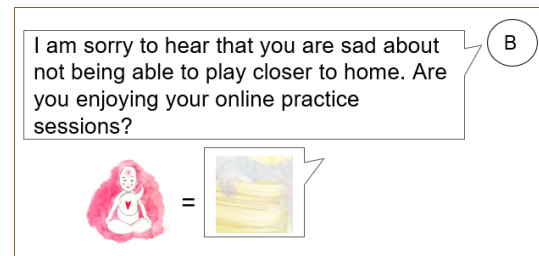 I am sorry to hear that you are sad about
not being able to play closer to home. Are
you enjoying your online practice
sessions?
B
=